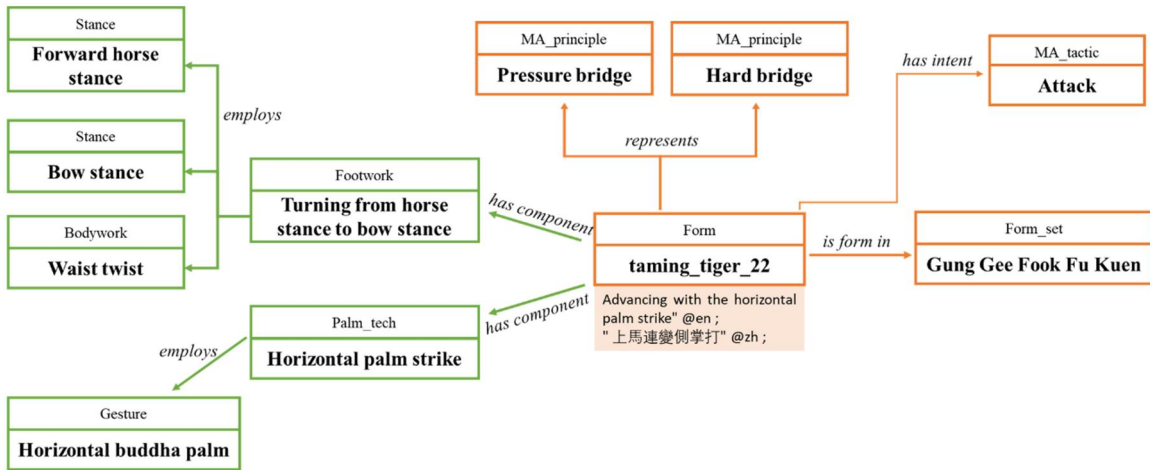 Stance
Forward horse
stance
employs
Stance
Bow stance
Bodywork
Waist twist
Footwork
Turning from horse
stance to bow stance
MA_principle
Pressure bridge
MA_principle
Hard bridge
represents
has intent
MA_tactic
Attack
has component
Form
taming_tiger_22
is form in
Form_set
Gung Gee Fook Fu Kuen
Advancing with the horizontal
palm strike" @en ;
" 上馬連變側掌打" @zh ;
has component
Palm_tech
Horizontal palm strike
employs
Gesture
Horizontal buddha palm